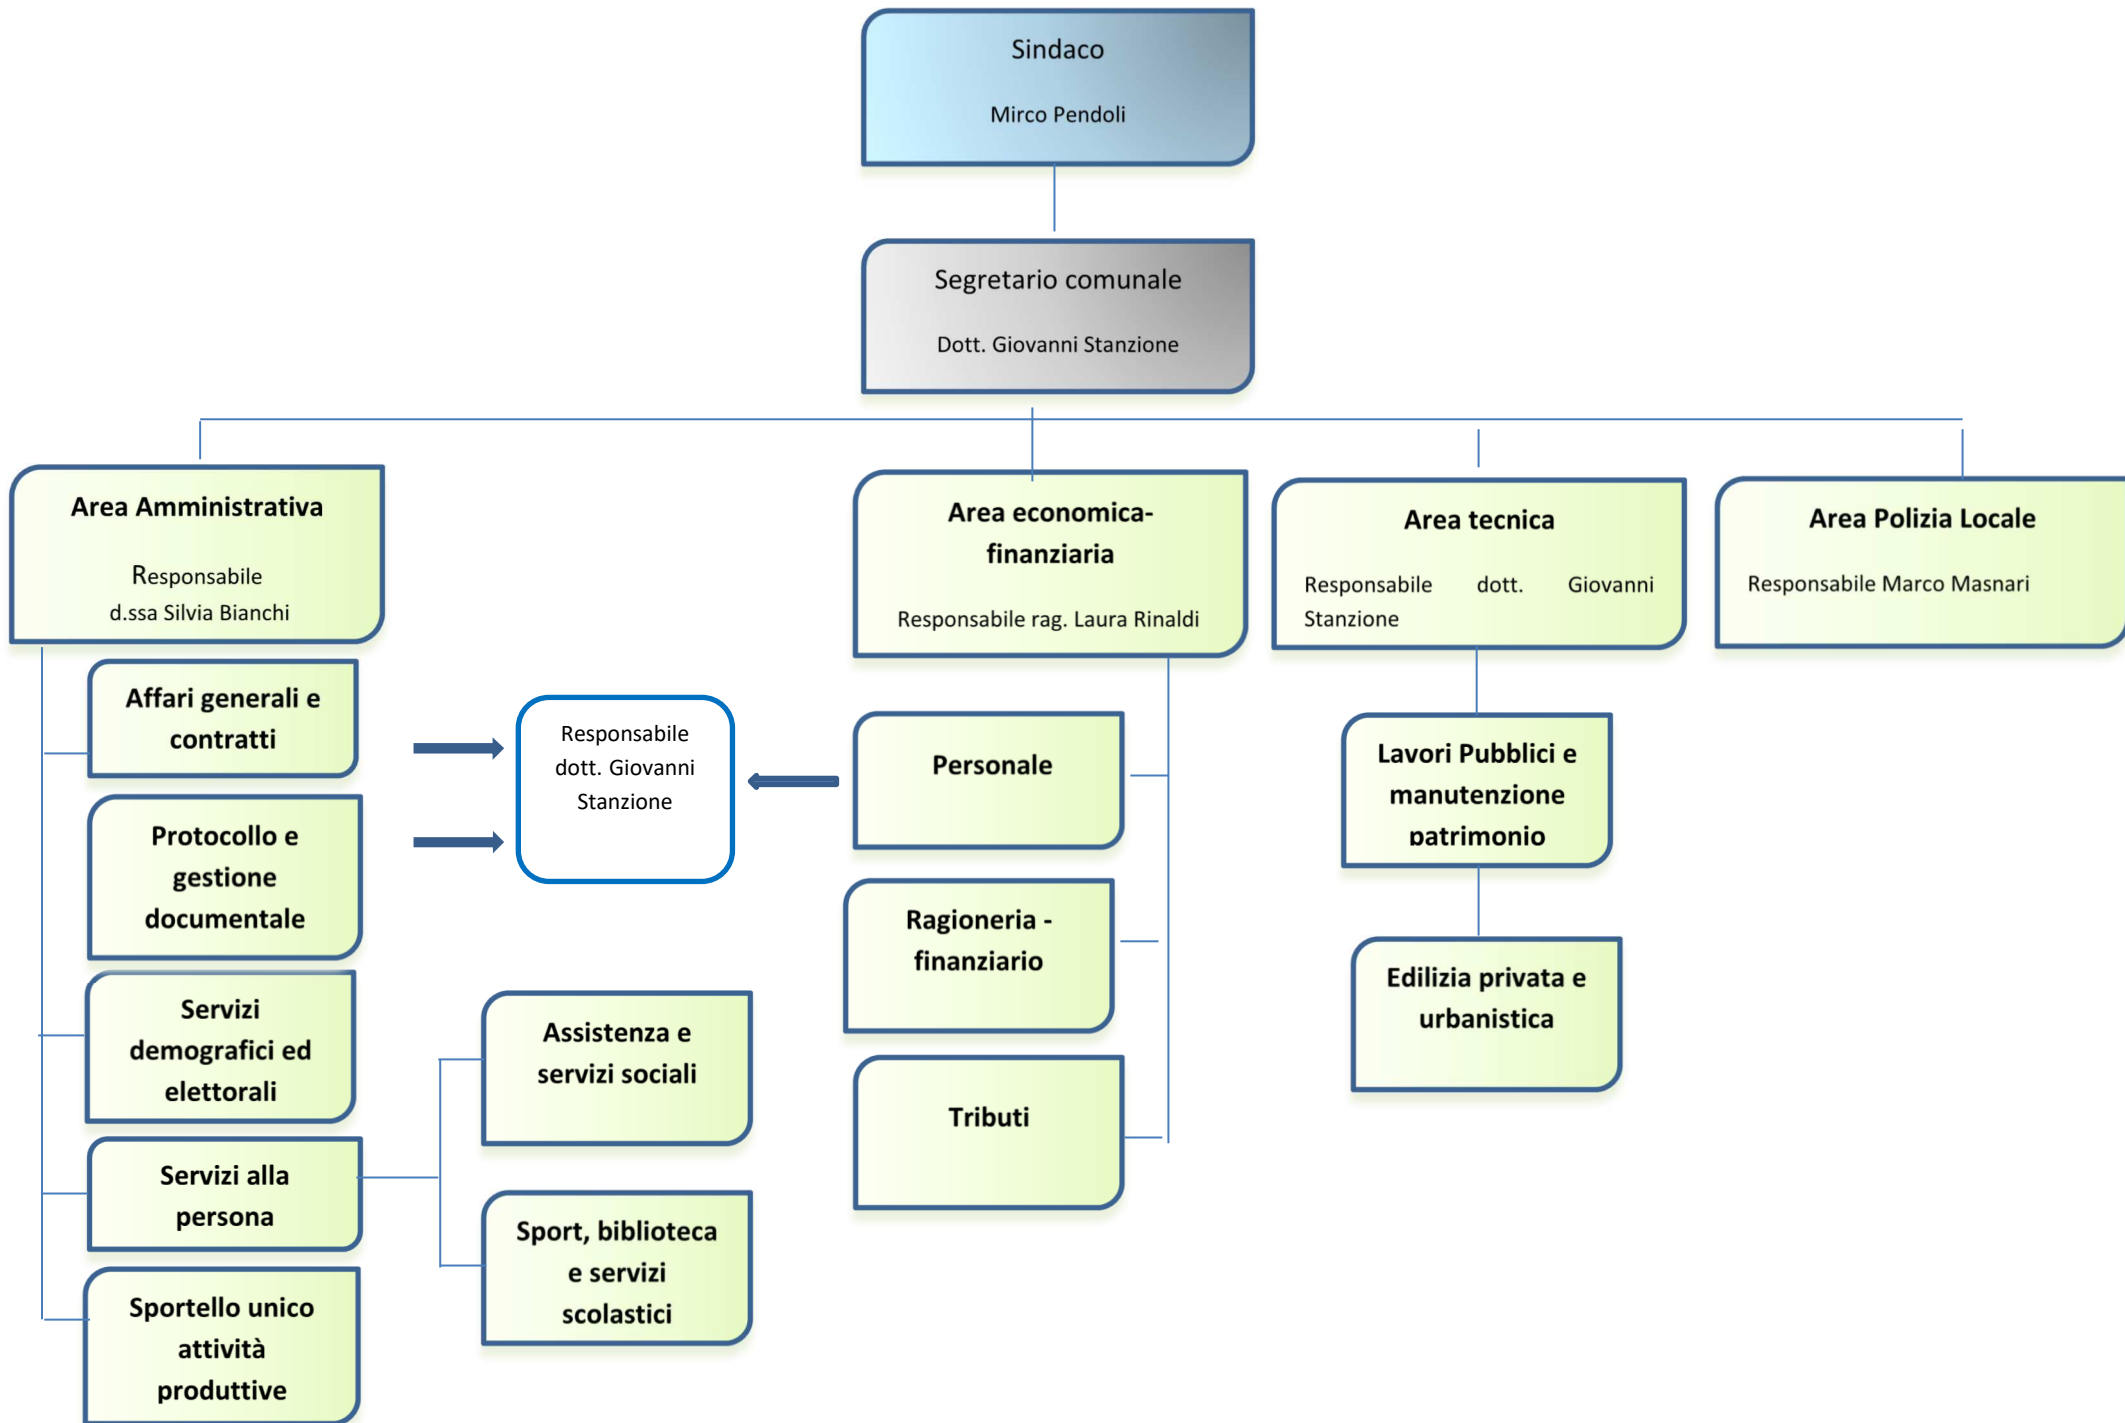 Sindaco
Mirco Pendoli
Segretario comunale
Dott. Giovanni Stanzione
Area Amministrativa
Responsabile
d.ssa Silvia Bianchi
Area economica-
finanziaria
Responsabile rag. Laura Rinaldi
Area tecnica
Responsabile dott. Giovanni
Stanzione
Area Polizia Locale
Responsabile Marco Masnari
Affari generali e
contratti
Responsabile
dott. Giovanni
Stanzione
Personale
Lavori Pubblici e
manutenzione
patrimonio
Protocollo e
gestione
documentale
Ragioneria -
finanziario
Edilizia privata e
urbanistica
Servizi
demografici ed
elettorali
Assistenza e
servizi sociali
Tributi
Servizi alla
persona
Sport, biblioteca
e servizi
scolastici
Sportello unico
attività
produttive